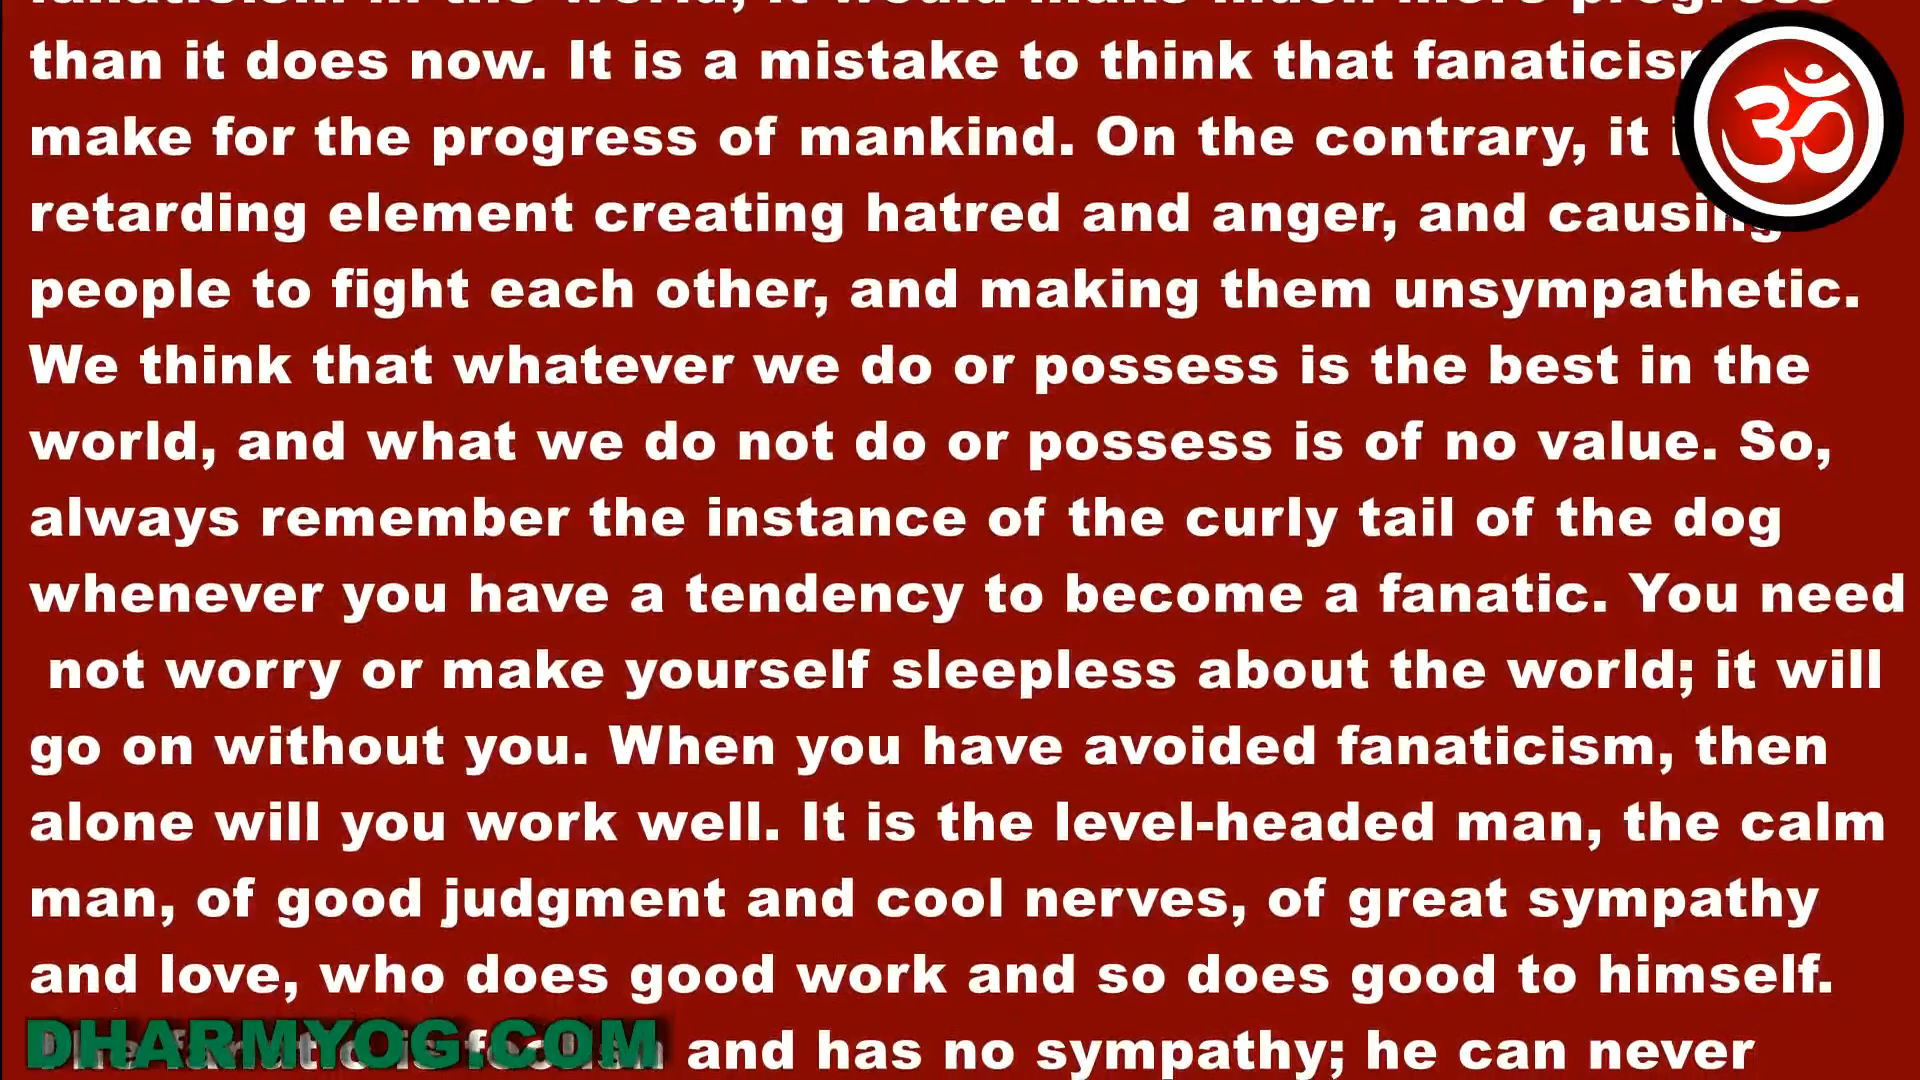 fanaticism in the world, it would make much more progress
than it does now. It is a mistake to think that fanaticism
make for the progress of mankind. On the contrary, it
retarding element creating hatred and anger, and causing
people to fight each other, and making them unsympathetic.
We think that whatever we do or possess is the best in the
world, and what we do not do or possess is of no value. So,
always remember the instance of the curly tail of the dog
whenever you have a tendency to become a fanatic. You need
not worry or make yourself sleepless about the world; it will
go on without you. When you have avoided fanaticism, then
alone will you work well. It is the level-headed man, the calm
man, of good judgment and cool nerves, of great sympathy
and love, who does good work and so does good to himself.
The fanatic is foolish and has no sympathy; he can never
DHARMYOG.COM
ॐ